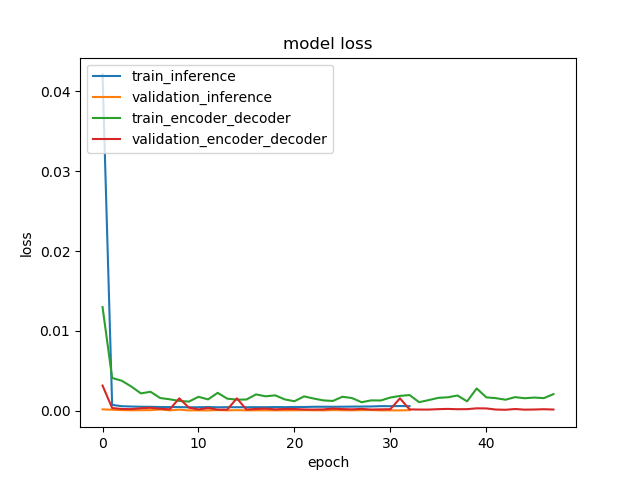 model loss
train_inference
validation_inference
train_encoder_decoder
validation_encoder_decoder
loss
0.04
0.03
0.02
0.01
0.00
0 10 20 30 40
epoch